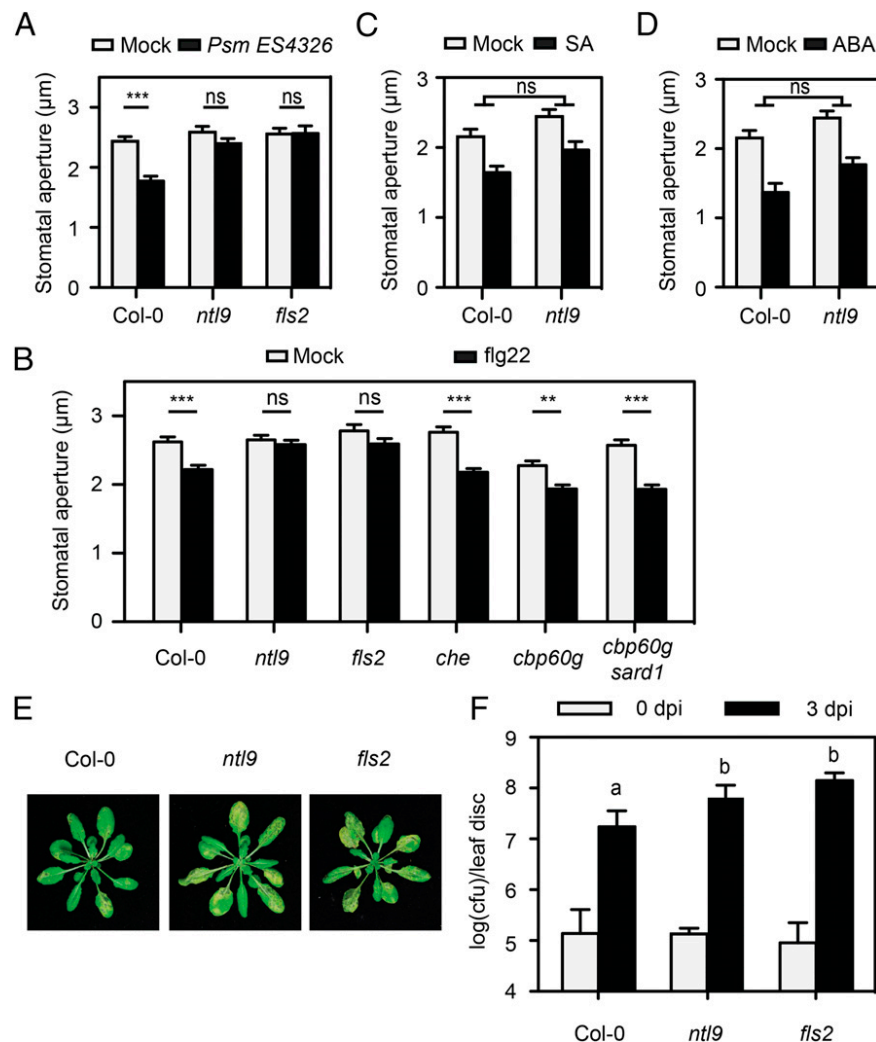 A
Mock Psm ES4326
Stomatal aperture (µm)
3
2
1
0
*** ns ns
Col-0 ntl9 fls2
C
Mock SA
Stomatal aperture (µm)
3
2
1
0
ns
Col-0 ntl9
D
Mock ABA
Stomatal aperture (µm)
3
2
1
0
ns
Col-0 ntl9
B
Mock flg22
Stomatal aperture (µm)
3
2
1
0
*** ns ns *** ** ***
Col-0 ntl9 fls2 che cbp60g cbp60g
sard1
E
Col-0 ntl9 fls2
F
0 dpi 3 dpi
log(cfu)/leaf disc
9
8
7
6
5
4
a b b
Col-0 ntl9 fls2